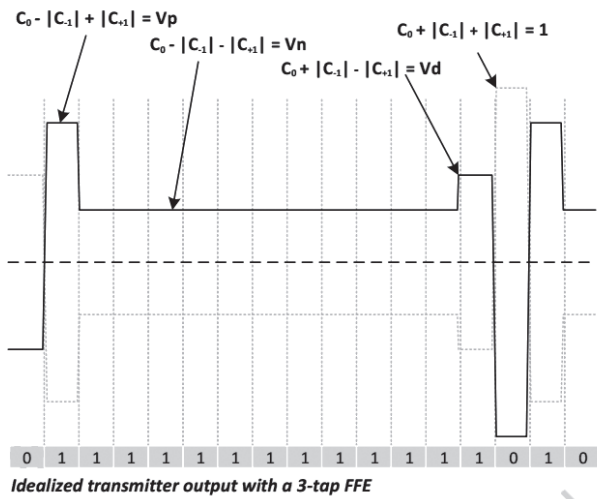 C₀ - |C₋₁| + |C₊₁| = Vp
C₀ - |C₋₁| - |C₊₁| = Vn
C₀ + |C₋₁| + |C₊₁| = 1
C₀ + |C₋₁| - |C₊₁| = Vd
0 1 1 1 1 1 1 1 1 1 1 1 1 1 0 1 0
Idealized transmitter output with a 3-tap FFE